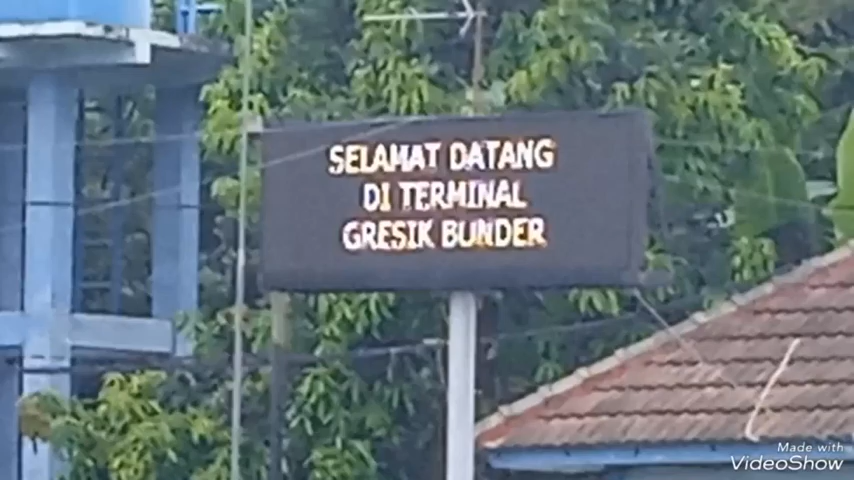 SELAMAT DATANG
DI TERMINAL
GRESIK BUNDER
Made with
VideoShow